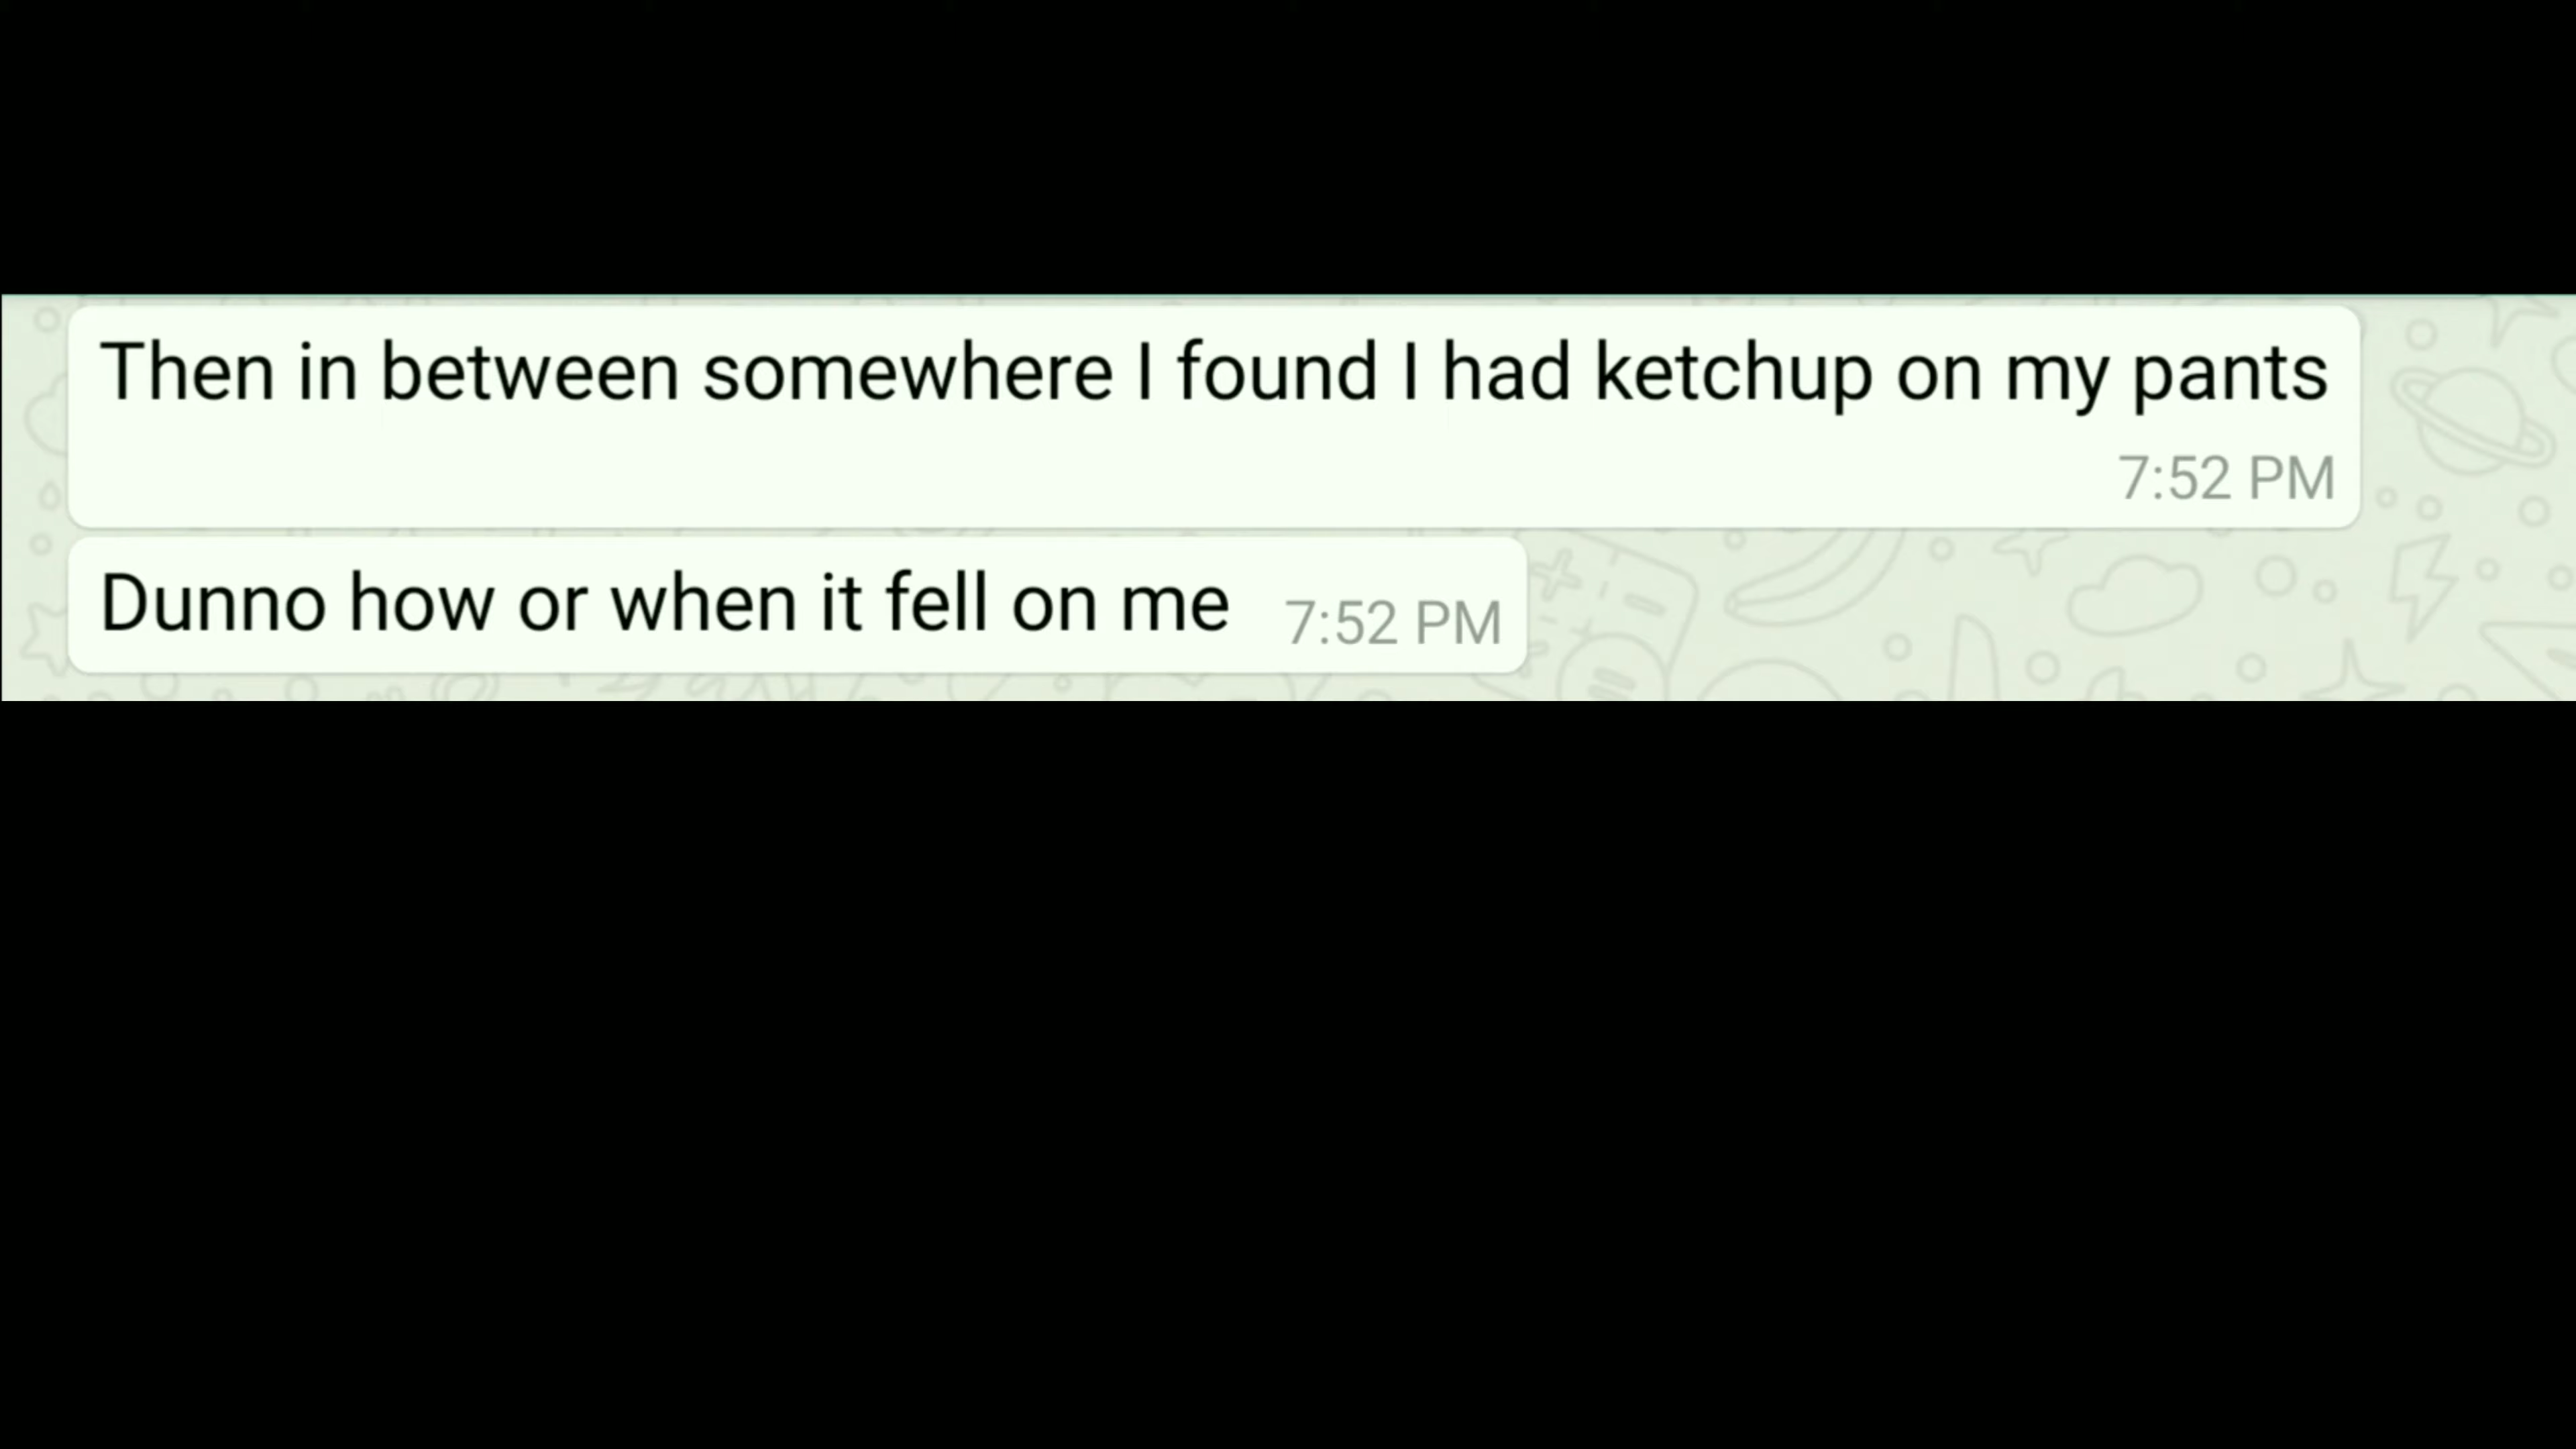 Then in between somewhere I found I had ketchup on my pants
7:52 PM
Dunno how or when it fell on me 7:52 PM